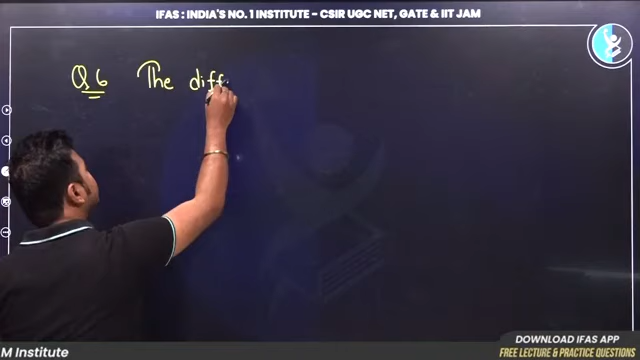 IFAS : INDIA'S NO. 1 INSTITUTE - CSIR UGC NET, GATE & IIT JAM
Q.6 The diff
DOWNLOAD IFAS APP
M Institute
FREE LECTURE & PRACTICE QUESTIONS